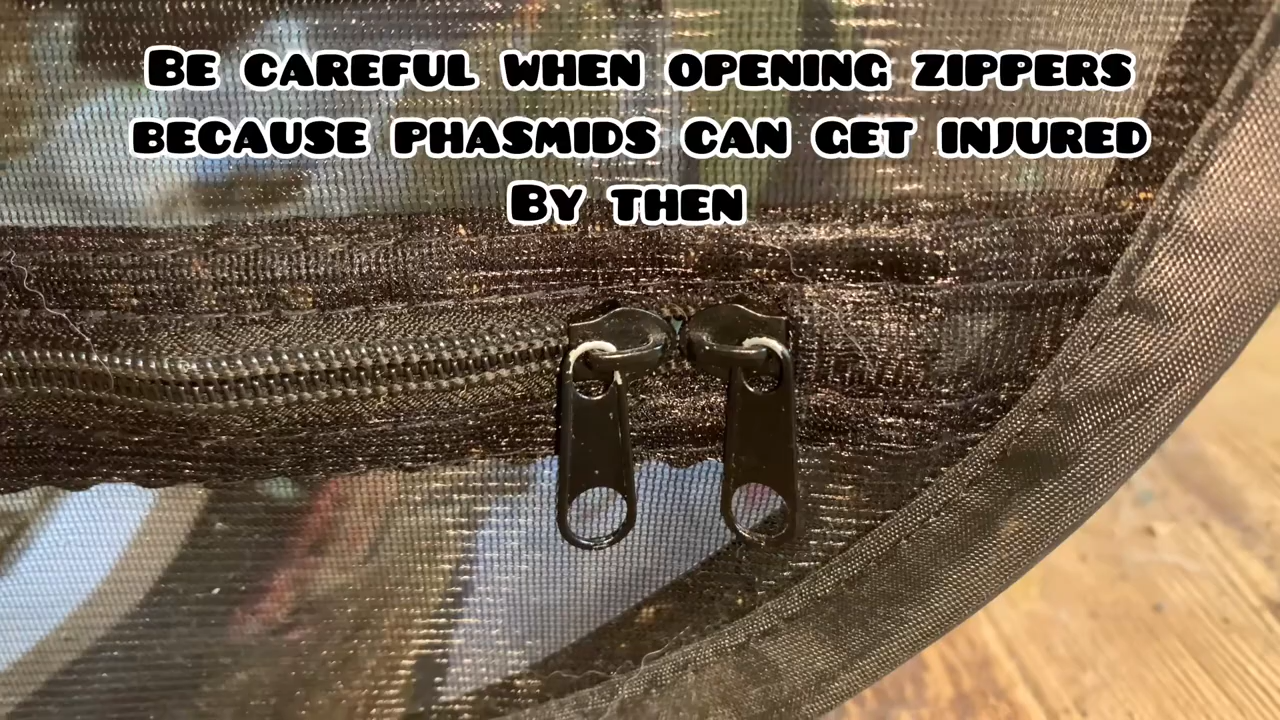 Be careful when opening zippers
because phasmids can get injured
By then